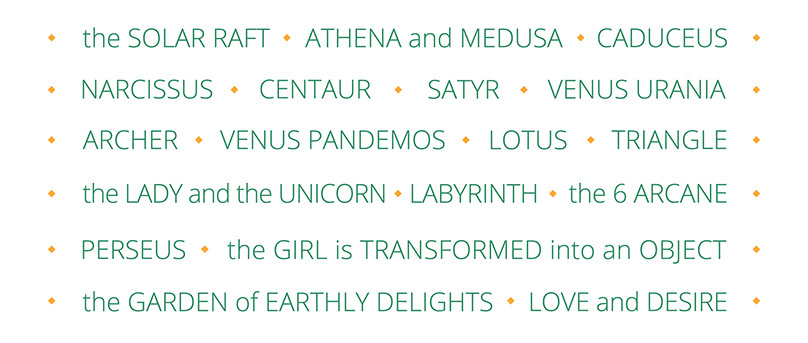 ⬥ the SOLAR RAFT ⬥ ATHENA and MEDUSA ⬥ CADUCEUS ⬥
⬥ NARCISSUS ⬥ CENTAUR ⬥ SATYR ⬥ VENUS URANIA ⬥
⬥ ARCHER ⬥ VENUS PANDEMOS ⬥ LOTUS ⬥ TRIANGLE ⬥
⬥ the LADY and the UNICORN ⬥ LABYRINTH ⬥ the 6 ARCANE ⬥
⬥ PERSEUS ⬥ the GIRL is TRANSFORMED into an OBJECT ⬥
⬥ the GARDEN of EARTHLY DELIGHTS ⬥ LOVE and DESIRE ⬥